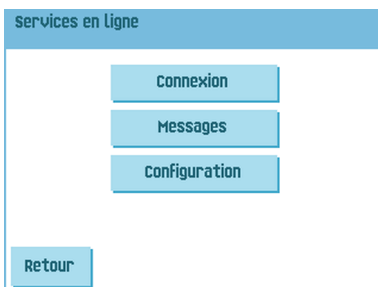 Services en ligne
Connexion
Messages
Configuration
Retour